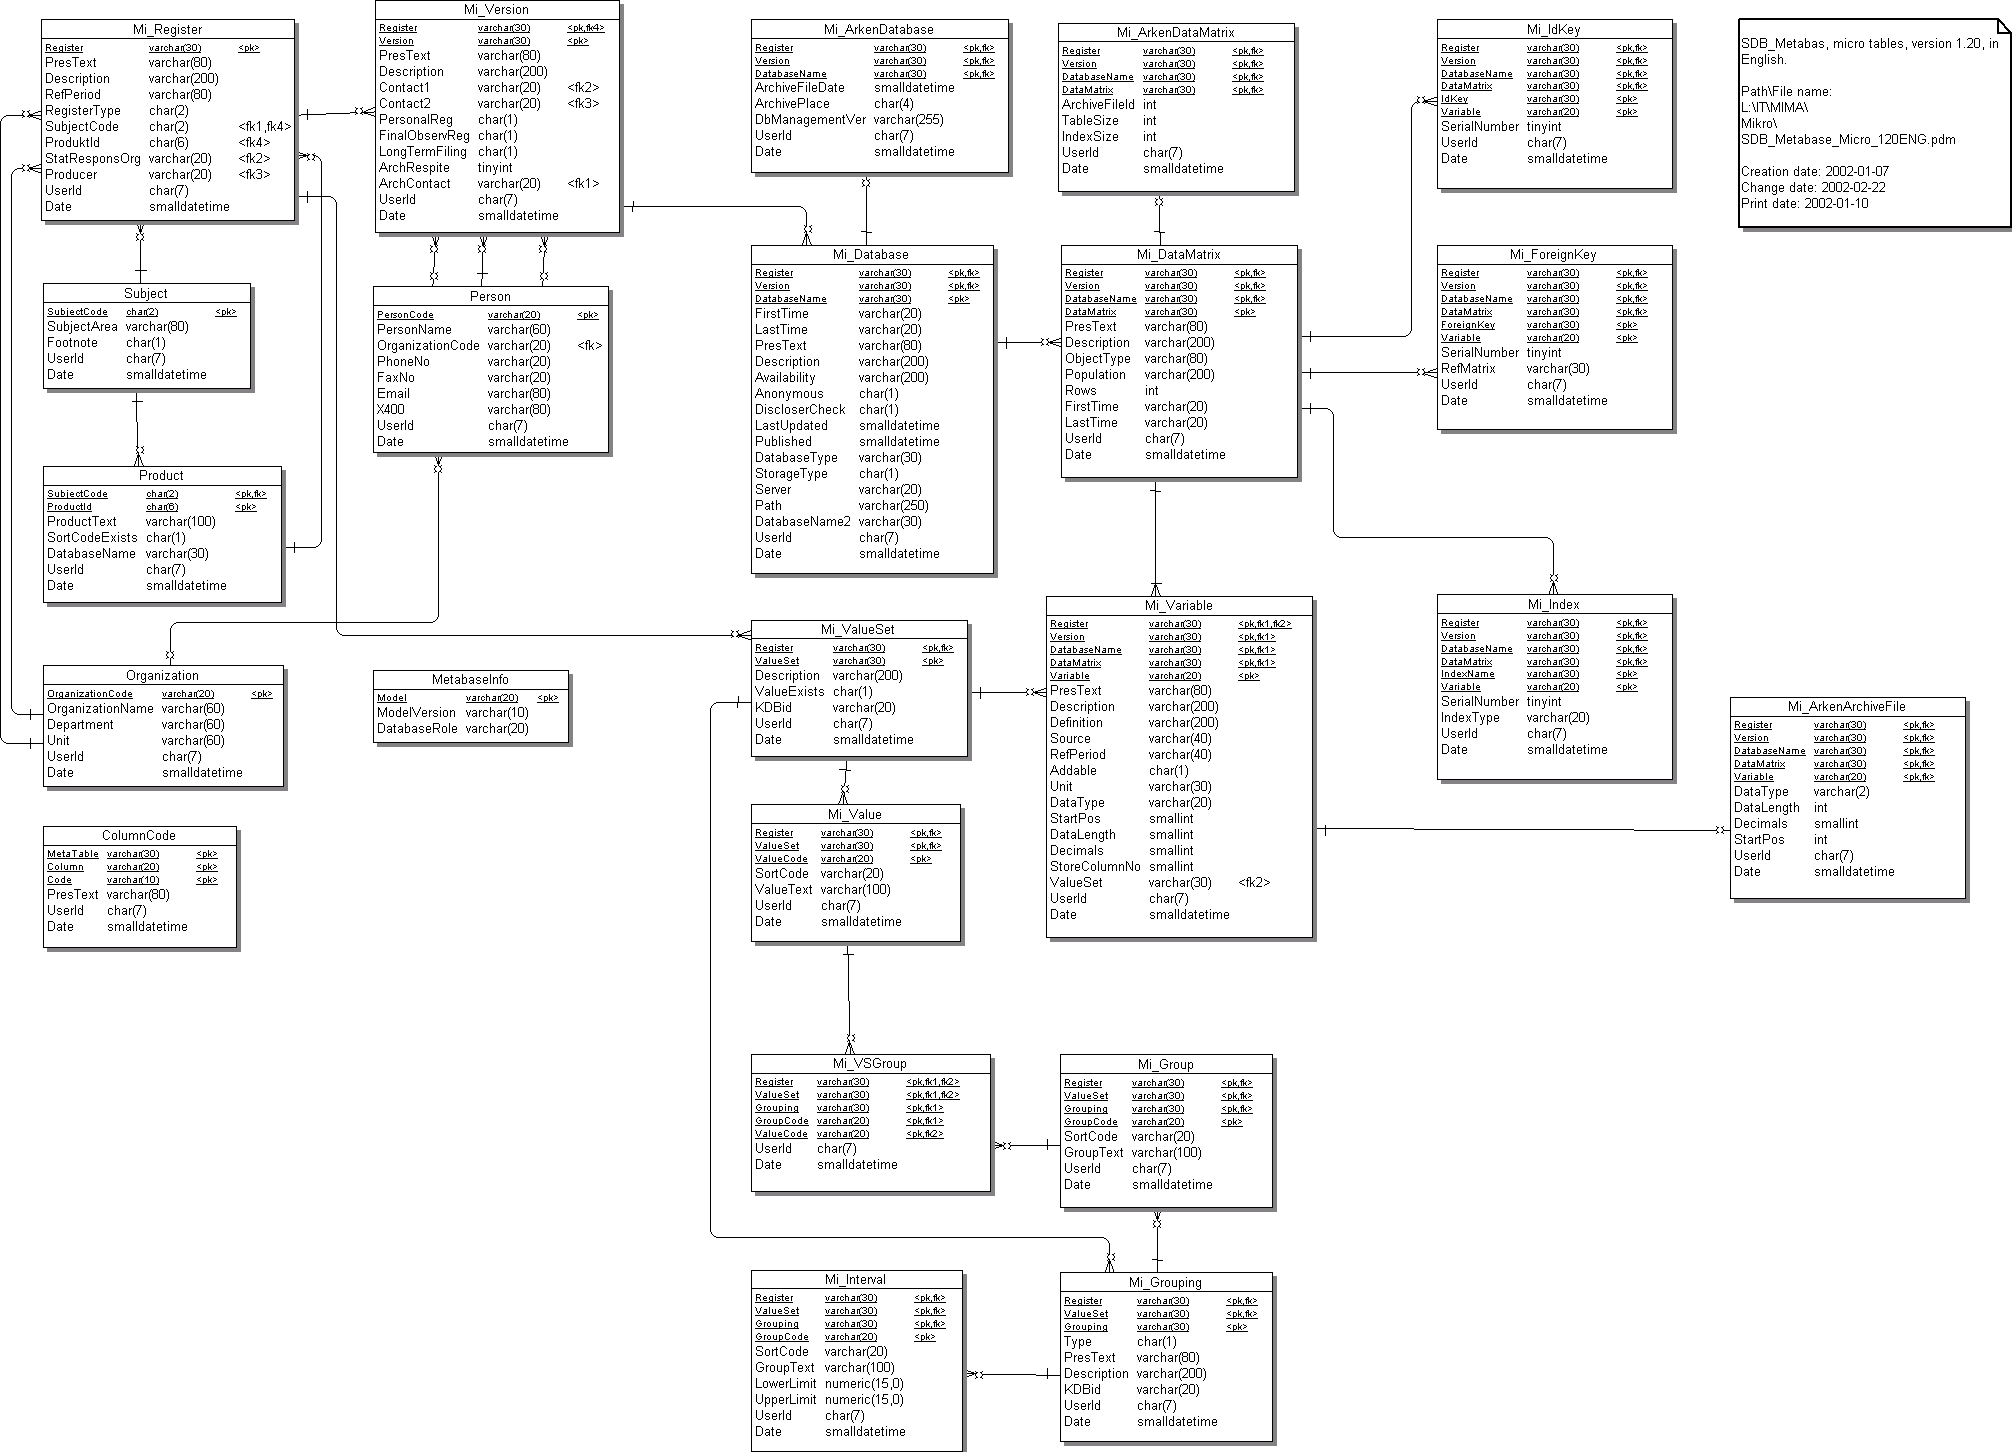 Mi_Register
Register varchar(30) <pk>
PresText varchar(80)
Description varchar(200)
RefPeriod varchar(80)
RegisterType char(2)
SubjectCode char(2) <fk1,fk4>
ProduktId char(6) <fk4>
StatResponsOrg varchar(20) <fk2>
Producer varchar(20) <fk3>
UserId char(7)
Date smalldatetime
Mi_Version
Register varchar(30) <pk,fk4>
Version varchar(30) <pk>
PresText varchar(80)
Description varchar(200)
Contact1 varchar(20) <fk2>
Contact2 varchar(20) <fk3>
PersonalReg char(1)
FinalObservReg char(1)
LongTermFiling char(1)
ArchRespite tinyint
ArchContact varchar(20) <fk1>
UserId char(7)
Date smalldatetime
Mi_ArkenDatabase
Register varchar(30) <pk,fk>
Version varchar(30) <pk,fk>
DatabaseName varchar(30) <pk,fk>
ArchiveFileDate smalldatetime
ArchivePlace char(4)
DbManagementVer varchar(255)
UserId char(7)
Date smalldatetime
Mi_ArkenDataMatrix
Register varchar(30) <pk,fk>
Version varchar(30) <pk,fk>
DatabaseName varchar(30) <pk,fk>
DataMatrix varchar(30) <pk,fk>
ArchiveFileId int
TableSize int
IndexSize int
UserId char(7)
Date smalldatetime
Mi_IdKey
Register varchar(30) <pk,fk>
Version varchar(30) <pk,fk>
DatabaseName varchar(30) <pk,fk>
DataMatrix varchar(30) <pk,fk>
IdKey varchar(30) <pk>
Variable varchar(20) <pk>
SerialNumber tinyint
UserId char(7)
Date smalldatetime
SDB_Metabas, micro tables, version 1.20, in
English.
Path\File name:
L:\IT\MIMA\
Mikro\
SDB_Metabase_Micro_120ENG.pdm
Creation date: 2002-01-07
Change date: 2002-02-22
Print date: 2002-01-10
Subject
SubjectCode char(2) <pk>
SubjectArea varchar(80)
Footnote char(1)
UserId char(7)
Date smalldatetime
Person
PersonCode varchar(20) <pk>
PersonName varchar(60)
OrganizationCode varchar(20) <fk>
PhoneNo varchar(20)
FaxNo varchar(20)
Email varchar(80)
X400 varchar(80)
UserId char(7)
Date smalldatetime
Mi_Database
Register varchar(30) <pk,fk>
Version varchar(30) <pk,fk>
DatabaseName varchar(30) <pk>
FirstTime varchar(20)
LastTime varchar(20)
PresText varchar(80)
Description varchar(200)
Availability varchar(200)
Anonymous char(1)
DiscloserCheck char(1)
LastUpdated smalldatetime
Published smalldatetime
DatabaseType varchar(30)
StorageType char(1)
Server varchar(20)
Path varchar(250)
DatabaseName2 varchar(30)
UserId char(7)
Date smalldatetime
Mi_DataMatrix
Register varchar(30) <pk,fk>
Version varchar(30) <pk,fk>
DatabaseName varchar(30) <pk,fk>
DataMatrix varchar(30) <pk>
PresText varchar(80)
Description varchar(200)
ObjectType varchar(80)
Population varchar(200)
Rows int
FirstTime varchar(20)
LastTime varchar(20)
UserId char(7)
Date smalldatetime
Mi_ForeignKey
Register varchar(30) <pk,fk>
Version varchar(30) <pk,fk>
DatabaseName varchar(30) <pk,fk>
DataMatrix varchar(30) <pk,fk>
ForeignKey varchar(30) <pk>
Variable varchar(20) <pk>
SerialNumber tinyint
RefMatrix varchar(30)
UserId char(7)
Date smalldatetime
Product
SubjectCode char(2) <pk,fk>
ProductId char(6) <pk>
ProductText varchar(100)
SortCodeExists char(1)
DatabaseName varchar(30)
UserId char(7)
Date smalldatetime
Organization
OrganizationCode varchar(20) <pk>
OrganizationName varchar(60)
Department varchar(60)
Unit varchar(60)
UserId char(7)
Date smalldatetime
MetabaseInfo
Model varchar(20) <pk>
ModelVersion varchar(10)
DatabaseRole varchar(20)
Mi_ValueSet
Register varchar(30) <pk,fk>
ValueSet varchar(30) <pk>
Description varchar(200)
ValueExists char(1)
KDBid varchar(20)
UserId char(7)
Date smalldatetime
Mi_Variable
Register varchar(30) <pk,fk1,fk2>
Version varchar(30) <pk,fk1>
DatabaseName varchar(30) <pk,fk1>
DataMatrix varchar(30) <pk,fk1>
Variable varchar(20) <pk>
PresText varchar(80)
Description varchar(200)
Definition varchar(200)
Source varchar(40)
RefPeriod varchar(40)
Addable char(1)
Unit varchar(30)
DataType varchar(20)
StartPos smallint
DataLength smallint
Decimals smallint
StoreColumnNo smallint
ValueSet varchar(30) <fk2>
UserId char(7)
Date smalldatetime
Mi_Index
Register varchar(30) <pk,fk>
Version varchar(30) <pk,fk>
DatabaseName varchar(30) <pk,fk>
DataMatrix varchar(30) <pk,fk>
IndexName varchar(30) <pk>
Variable varchar(20) <pk>
SerialNumber tinyint
IndexType varchar(20)
UserId char(7)
Date smalldatetime
Mi_ArkenArchiveFile
Register varchar(30) <pk,fk>
Version varchar(30) <pk,fk>
DatabaseName varchar(30) <pk,fk>
DataMatrix varchar(30) <pk,fk>
Variable varchar(20) <pk,fk>
DataType varchar(2)
DataLength int
Decimals smallint
StartPos int
UserId char(7)
Date smalldatetime
ColumnCode
MetaTable varchar(30) <pk>
Column varchar(20) <pk>
Code varchar(10) <pk>
PresText varchar(80)
UserId char(7)
Date smalldatetime
Mi_Value
Register varchar(30) <pk,fk>
ValueSet varchar(30) <pk,fk>
ValueCode varchar(20) <pk>
SortCode varchar(20)
ValueText varchar(100)
UserId char(7)
Date smalldatetime
Mi_VSGroup
Register varchar(30) <pk,fk1,fk2>
ValueSet varchar(30) <pk,fk1,fk2>
Grouping varchar(30) <pk,fk1>
GroupCode varchar(20) <pk,fk1>
ValueCode varchar(20) <pk,fk2>
UserId char(7)
Date smalldatetime
Mi_Group
Register varchar(30) <pk,fk>
ValueSet varchar(30) <pk,fk>
Grouping varchar(30) <pk,fk>
GroupCode varchar(20) <pk>
SortCode varchar(20)
GroupText varchar(100)
UserId char(7)
Date smalldatetime
Mi_Interval
Register varchar(30) <pk,fk>
ValueSet varchar(30) <pk,fk>
Grouping varchar(30) <pk,fk>
GroupCode varchar(20) <pk>
SortCode varchar(20)
GroupText varchar(100)
LowerLimit numeric(15,0)
UpperLimit numeric(15,0)
UserId char(7)
Date smalldatetime
Mi_Grouping
Register varchar(30) <pk,fk>
ValueSet varchar(30) <pk,fk>
Grouping varchar(30) <pk>
Type char(1)
PresText varchar(80)
Description varchar(200)
KDBid varchar(20)
UserId char(7)
Date smalldatetime